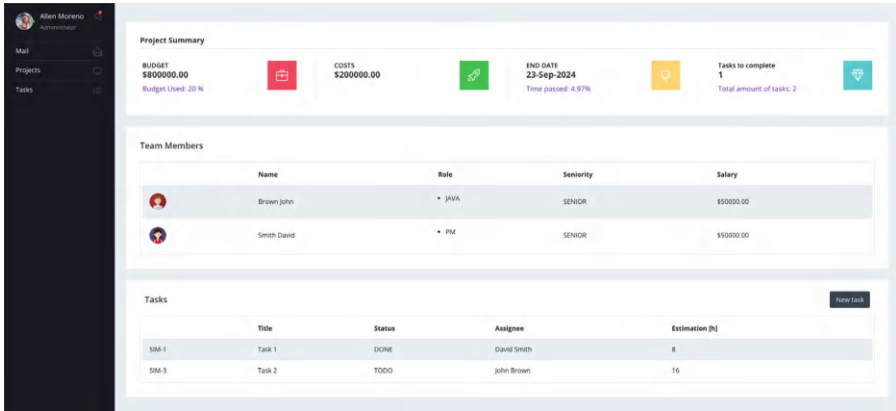 Allen Moreno
Administrator
Mail
Projects
Tasks
Project Summary
BUDGET
$800000.00
Budget Used: 20 %
COSTS
$200000.00
END DATE
23-Sep-2024
Time passed: 4.97%
Tasks to complete
1
Total amount of tasks: 2
Team Members
Name Role Seniority Salary
Brown John • JAVA SENIOR $50000.00
Smith David • PM SENIOR $50000.00
Tasks New task
Title Status Assignee Estimation [h]
SIM-1 Task 1 DONE David Smith 8
SIM-3 Task 2 TODO John Brown 16